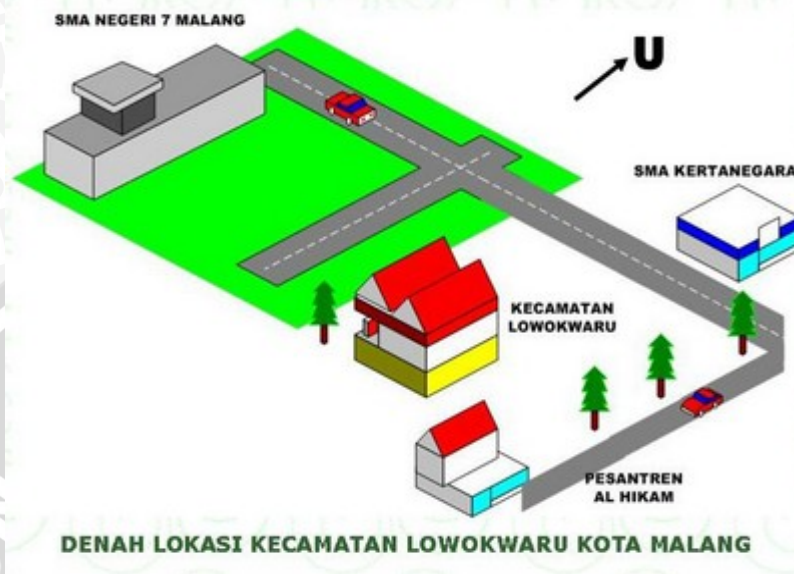 SMA NEGERI 7 MALANG
U
SMA KERTANEGARA
KECAMATAN
LOWOKWARU
PESANTREN
AL HIKAM
DENAH LOKASI KECAMATAN LOWOKWARU KOTA MALANG